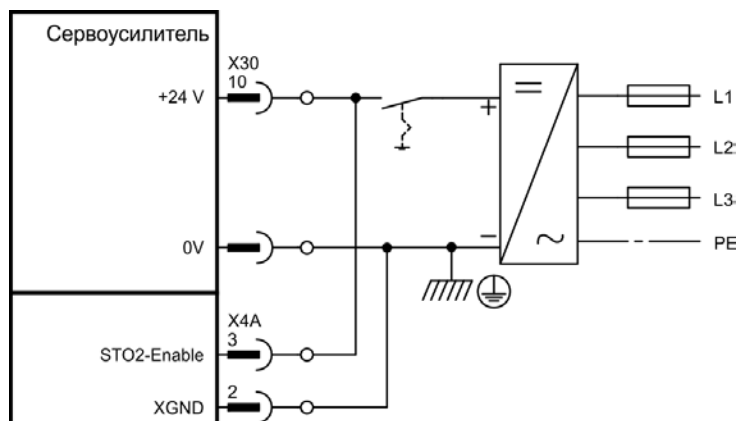 Сервоусилитель
X30
10
+24 V
+
L1
L2
L3
0V
−
PE
X4A
3
STO2-Enable
2
XGND